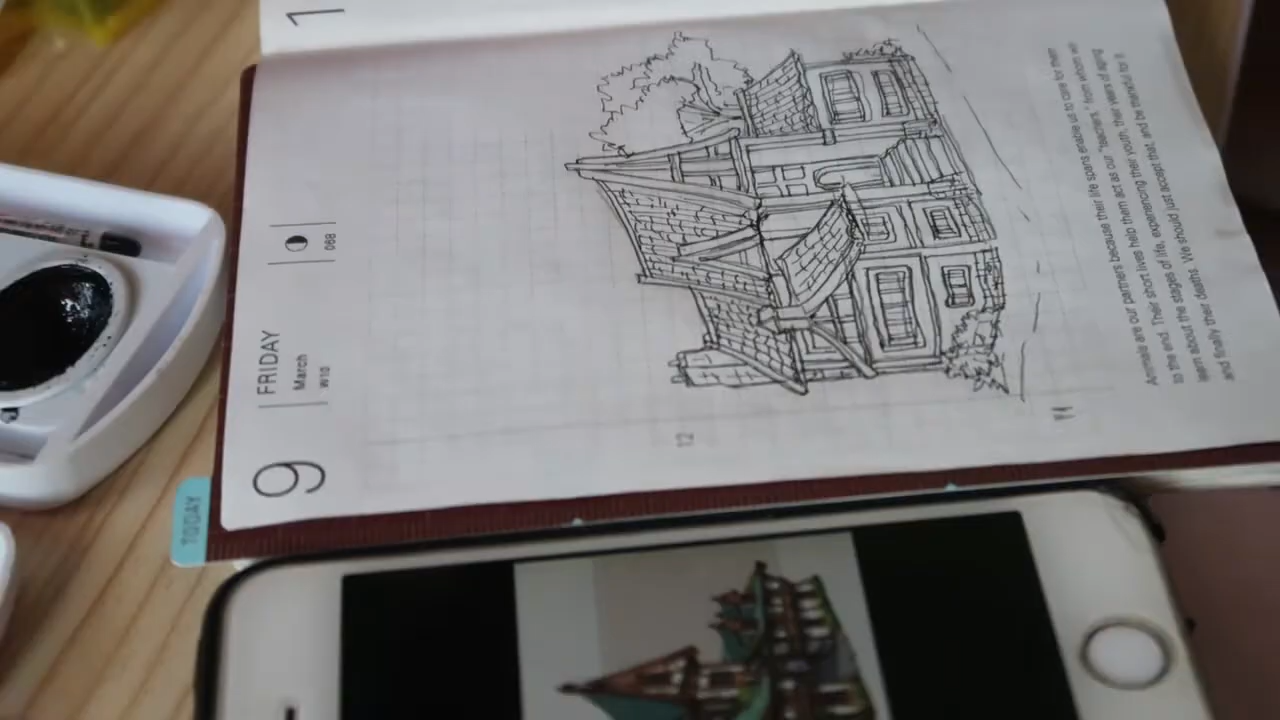 1
9
FRIDAY
March
W10
068
TODAY
12
Animals are our partners because their life spans enable us to care for them
to the end. Their short lives help them act as our "teachers," from whom we
learn about the stages of life, experiencing their youth, their years of aging
and finally their deaths. We should just accept that, and be thankful for it